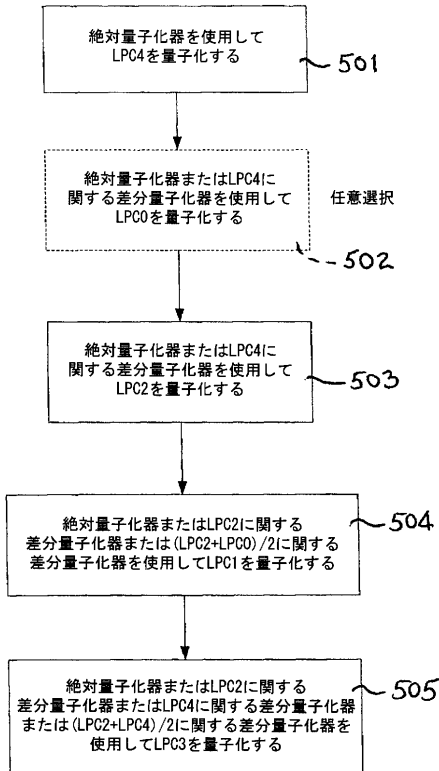 絶対量子化器を使用して
LPC4を量子化する
501
絶対量子化器またはLPC4に
関する差分量子化器を使用して
LPC0を量子化する
任意選択
502
絶対量子化器またはLPC4に
関する差分量子化器を使用して
LPC2を量子化する
503
絶対量子化器またはLPC2に関する
差分量子化器または(LPC2+LPC0)/2に関する
差分量子化器を使用してLPC1を量子化する
504
絶対量子化器またはLPC2に関する
差分量子化器またはLPC4に関する差分量子化器
または(LPC2+LPC4)/2に関する差分量子化器を
使用してLPC3を量子化する
505